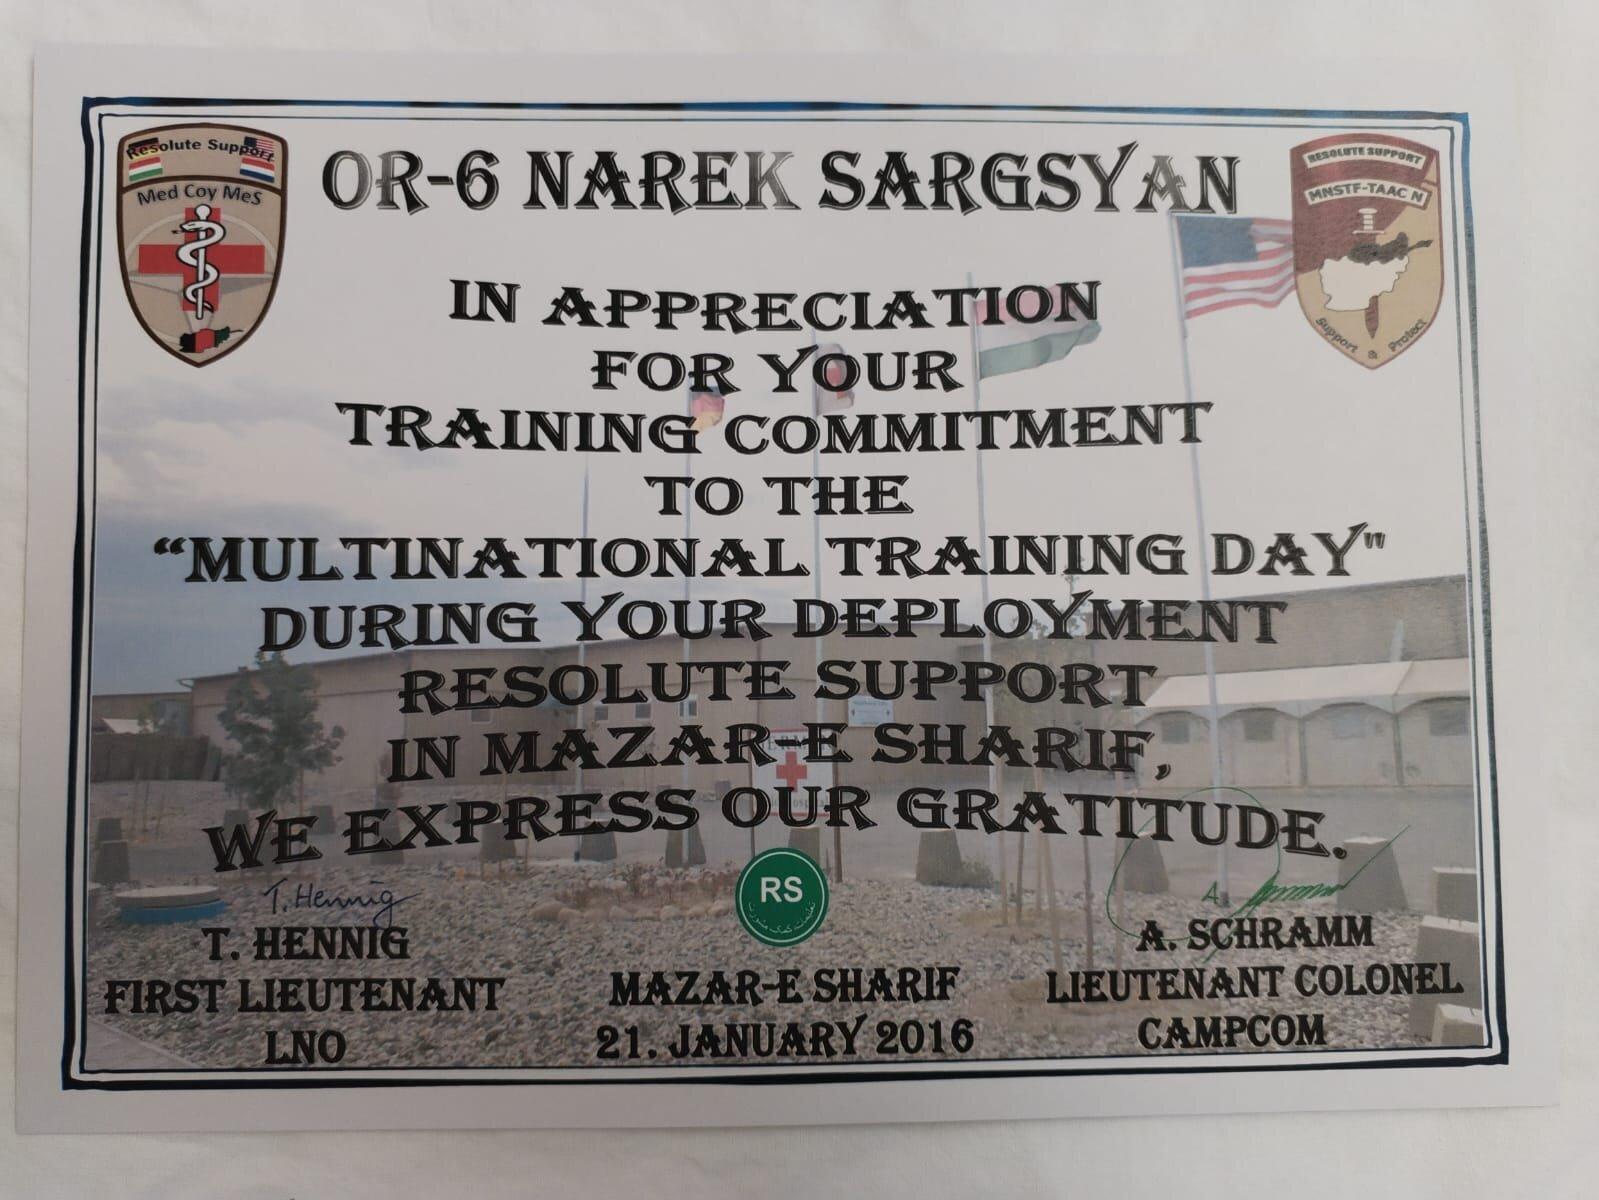 Resolute Support
Med Coy MeS
RESOLUTE SUPPORT
MNSTF-TAAC N
Support & Protect
OR-6 NAREK SARGSYAN
IN APPRECIATION
FOR YOUR
TRAINING COMMITMENT
TO THE
“MULTINATIONAL TRAINING DAY"
DURING YOUR DEPLOYMENT
RESOLUTE SUPPORT
IN MAZAR-E SHARIF,
WE EXPRESS OUR GRATITUDE.
T. Hennig
T. HENNIG
FIRST LIEUTENANT
LNO
RS
MAZAR-E SHARIF
21. JANUARY 2016
A. SCHRAMM
LIEUTENANT COLONEL
CAMPCOM